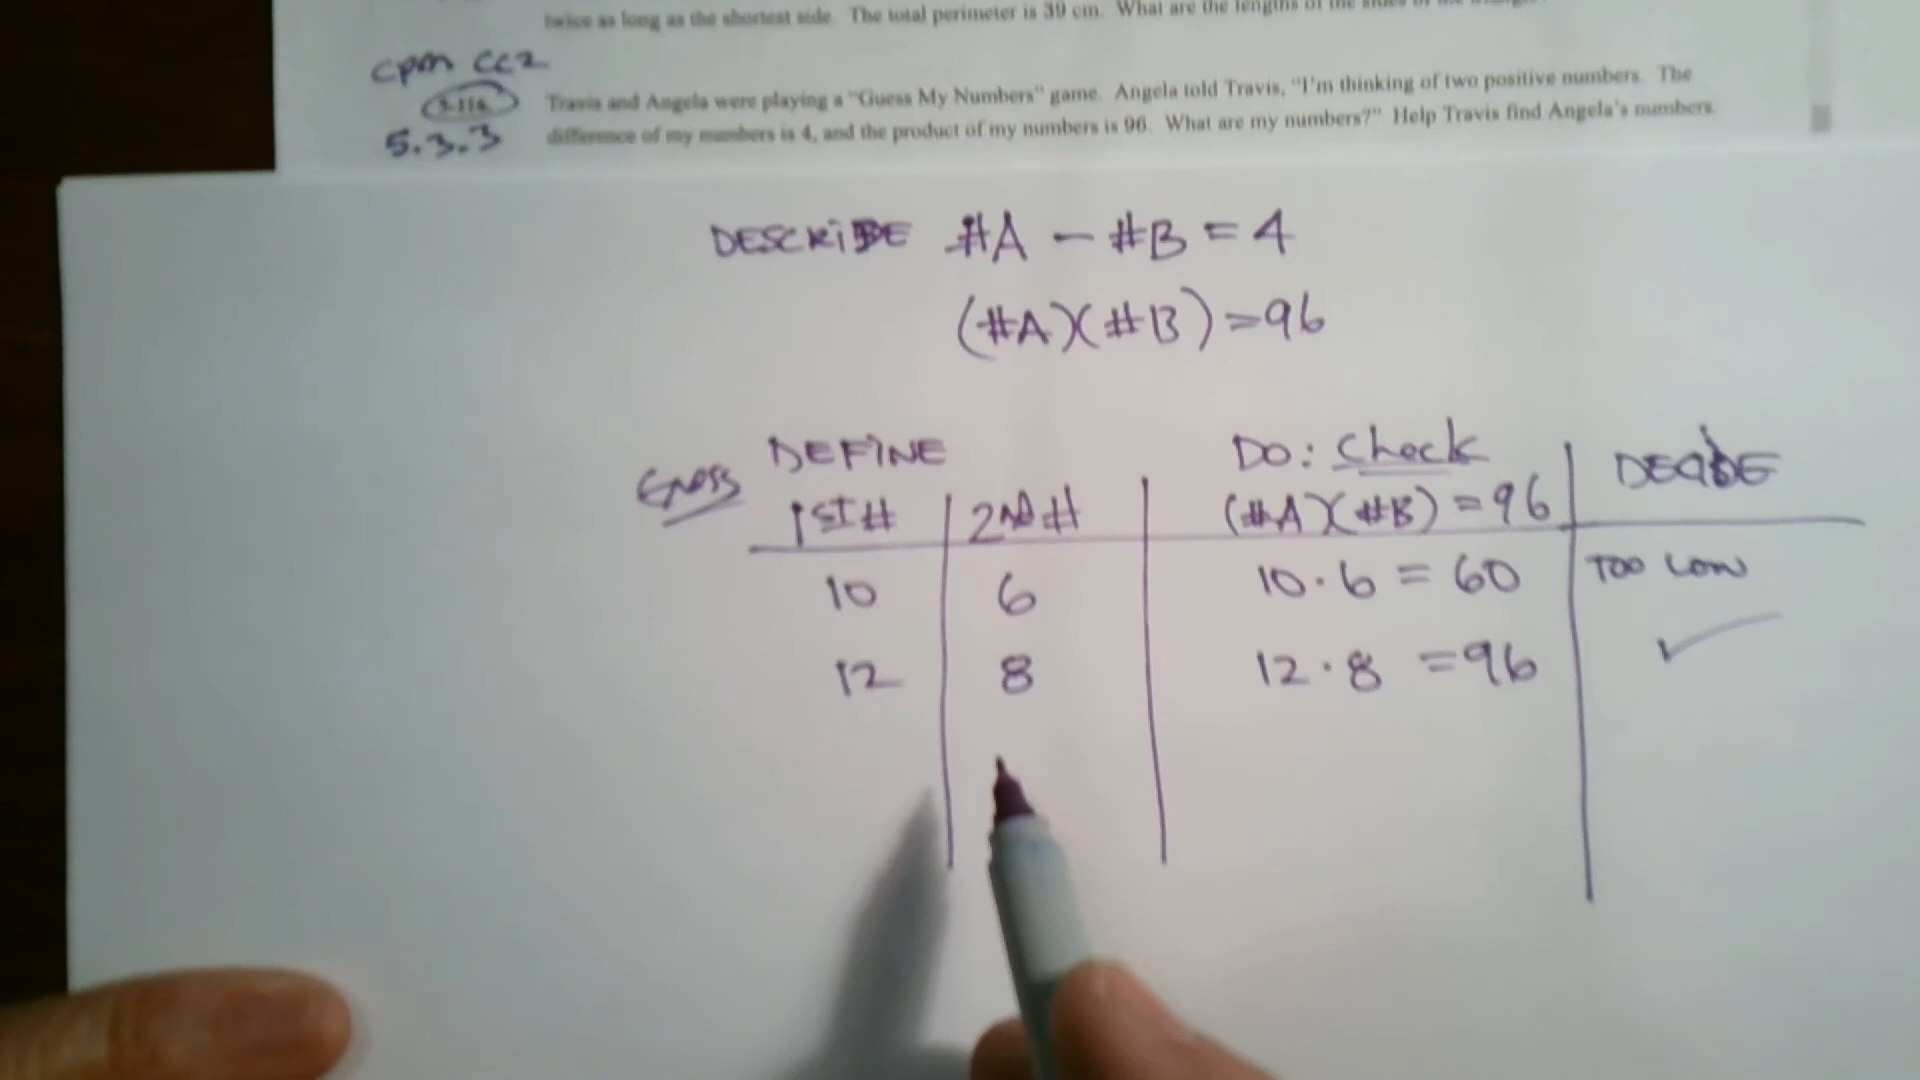 twice as long as the shortest side. The total perimeter is 39 cm. What are the lengths of the sides of the
cpm CC2
5-116 Travis and Angela were playing a "Guess My Numbers" game. Angela told Travis, "I'm thinking of two positive numbers. The
5.3.3 difference of my numbers is 4, and the product of my numbers is 96. What are my numbers?" Help Travis find Angela's numbers.
DESCRIBE #A - #B = 4
(#A)(#B) = 96
DEFINE DO: Check DECIDE
Guess 1ST # 2ND # (#A)(#B) = 96
10 6 10 · 6 = 60 TOO LOW
12 8 12 · 8 = 96 ✓